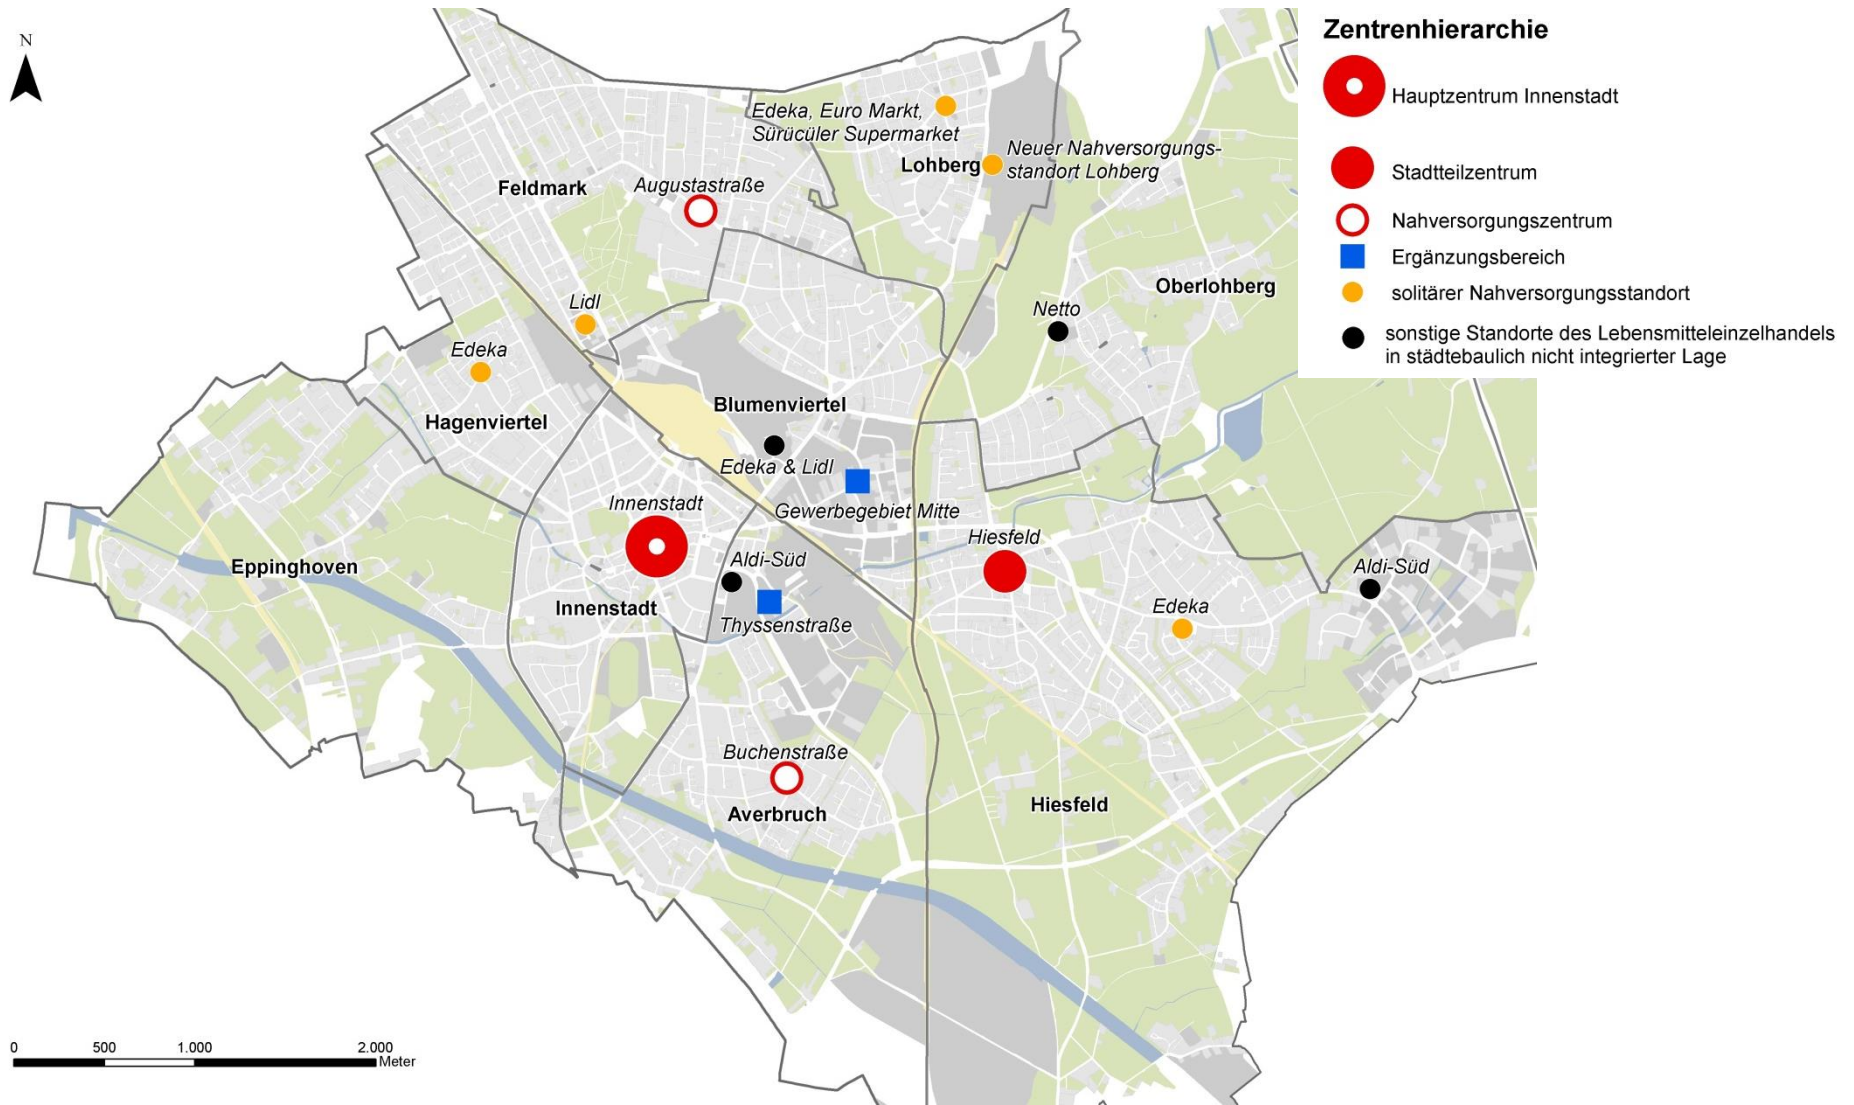 N
Zentrenhierarchie
Hauptzentrum Innenstadt
Stadtteilzentrum
Nahversorgungszentrum
Ergänzungsbereich
solitärer Nahversorgungsstandort
sonstige Standorte des Lebensmitteleinzelhandels
in städtebaulich nicht integrierter Lage
Edeka, Euro Markt,
Sürücüler Supermarket
Lohberg
Neuer Nahversorgungs-
standort Lohberg
Feldmark
Augustastraße
Oberlohberg
Lidl
Netto
Edeka
Hagenviertel
Blumenviertel
Edeka & Lidl
Gewerbegebiet Mitte
Innenstadt
Hiesfeld
Eppinghoven
Aldi-Süd
Aldi-Süd
Innenstadt
Edeka
Thyssenstraße
Buchenstraße
Averbruch
Hiesfeld
0 500 1.000 2.000
Meter